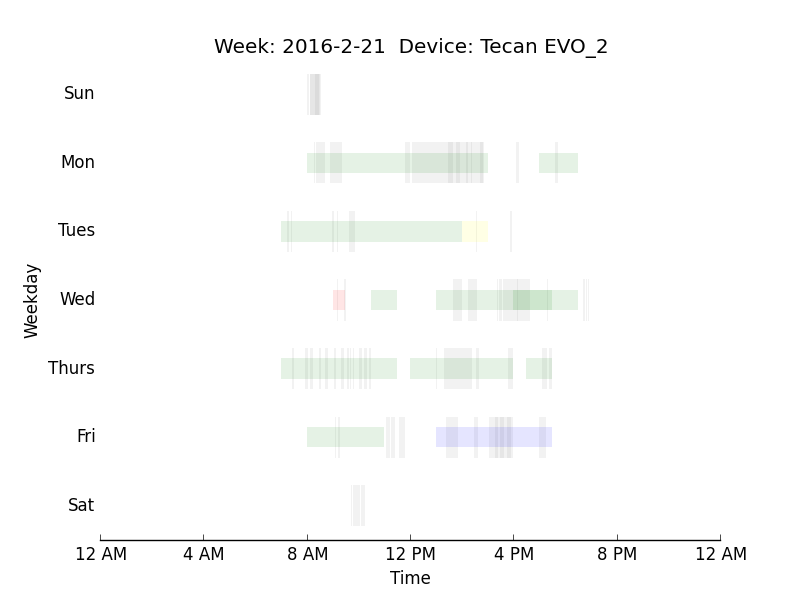 Week: 2016-2-21  Device: Tecan EVO_2
Sun
Mon
Tues
Wed
Thurs
Fri
Sat
Weekday
12 AM 4 AM 8 AM 12 PM 4 PM 8 PM 12 AM
Time